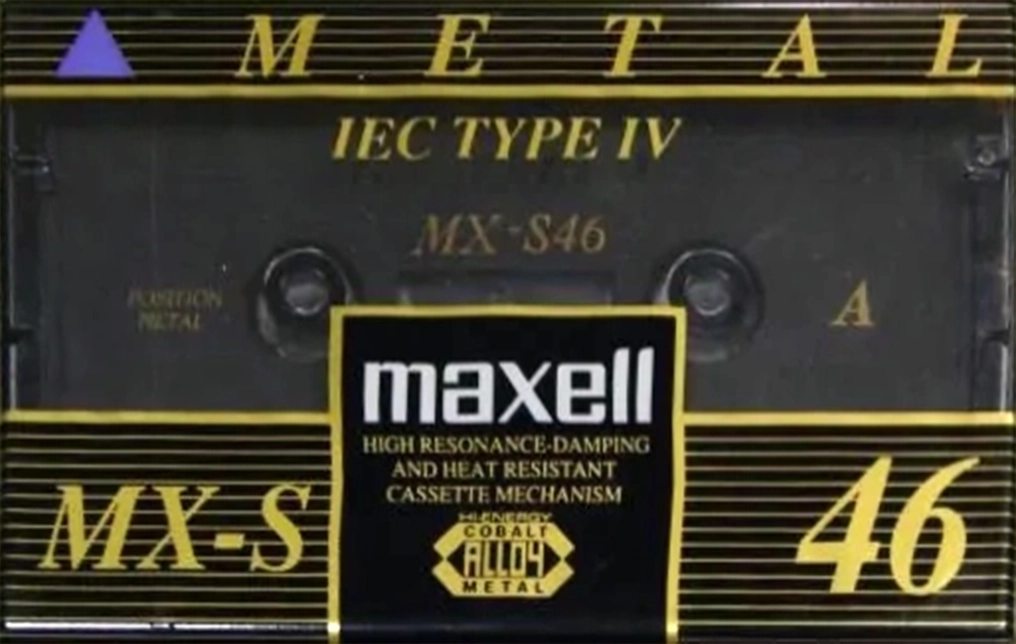 METAL
IEC TYPE IV
MX-S46
POSITION
METAL
A
maxell
HIGH RESONANCE-DAMPING
AND HEAT RESISTANT
CASSETTE MECHANISM
HI-ENERGY
COBALT
ALLOY
METAL
MX-S
46